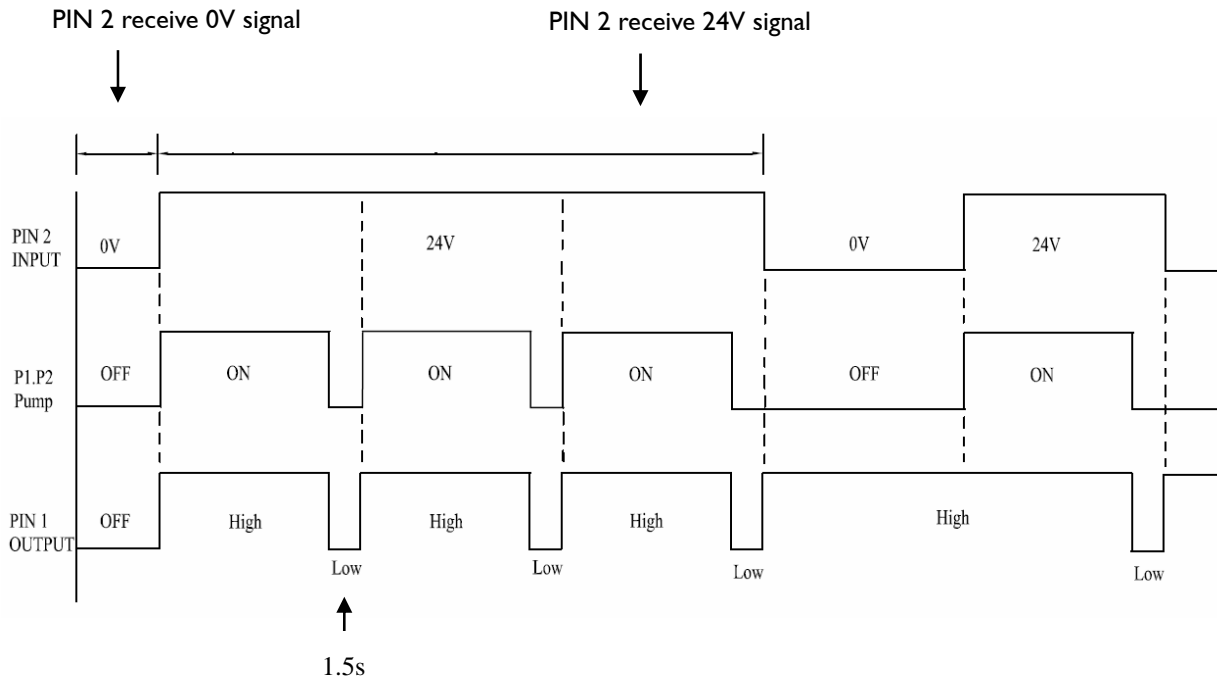 PIN 2 receive 0V signal
PIN 2 receive 24V signal
PIN 2
INPUT
0V
24V
0V
24V
P1.P2
Pump
OFF
ON
ON
ON
OFF
ON
PIN 1
OUTPUT
OFF
High
High
High
High
Low
Low
Low
Low
1.5s